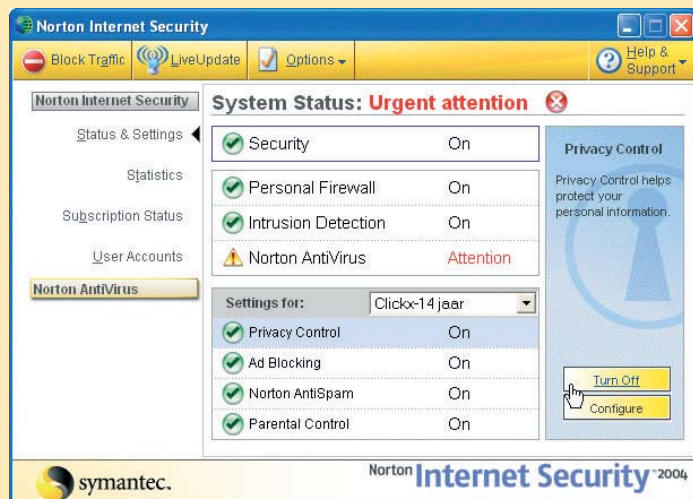 Norton Internet Security
Block Traffic
LiveUpdate
Options
Help &
Support
Norton Internet Security
Status & Settings
Statistics
Subscription Status
User Accounts
Norton AntiVirus
System Status: Urgent attention
Security On
Personal Firewall On
Intrusion Detection On
Norton AntiVirus Attention
Settings for: Clickx-14 jaar
Privacy Control On
Ad Blocking On
Norton AntiSpam On
Parental Control On
Privacy Control
Privacy Control helps
protect your
personal information.
Turn Off
Configure
symantec.
Norton Internet Security 2004